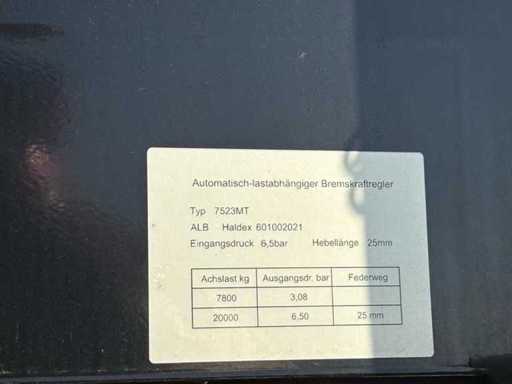 Automatisch-lastabhängiger Bremskraftregler
Typ 7523MT
ALB Haldex 601002021
Eingangsdruck 6,5bar Hebellänge 25mm
Achslast kg Ausgangsdr. bar Federweg
7800 3,08
20000 6,50 25 mm